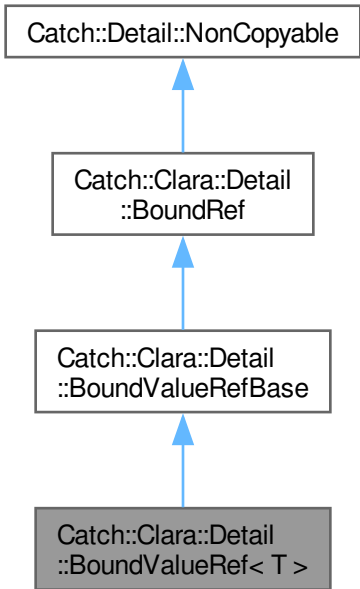 Catch::Detail::NonCopyable
Catch::Clara::Detail
::BoundRef
Catch::Clara::Detail
::BoundValueRefBase
Catch::Clara::Detail
::BoundValueRef< T >